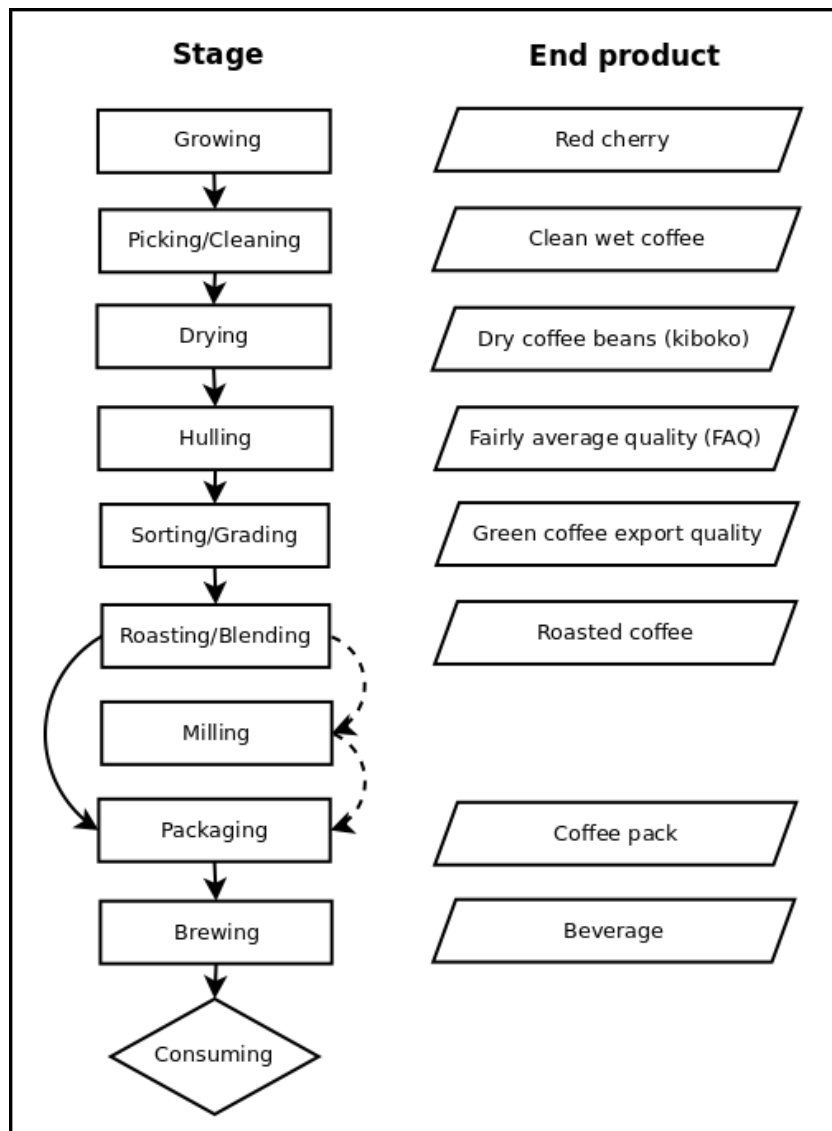 Stage End product
Growing Red cherry
Picking/Cleaning Clean wet coffee
Drying Dry coffee beans (kiboko)
Hulling Fairly average quality (FAQ)
Sorting/Grading Green coffee export quality
Roasting/Blending Roasted coffee
Milling
Packaging Coffee pack
Brewing Beverage
Consuming